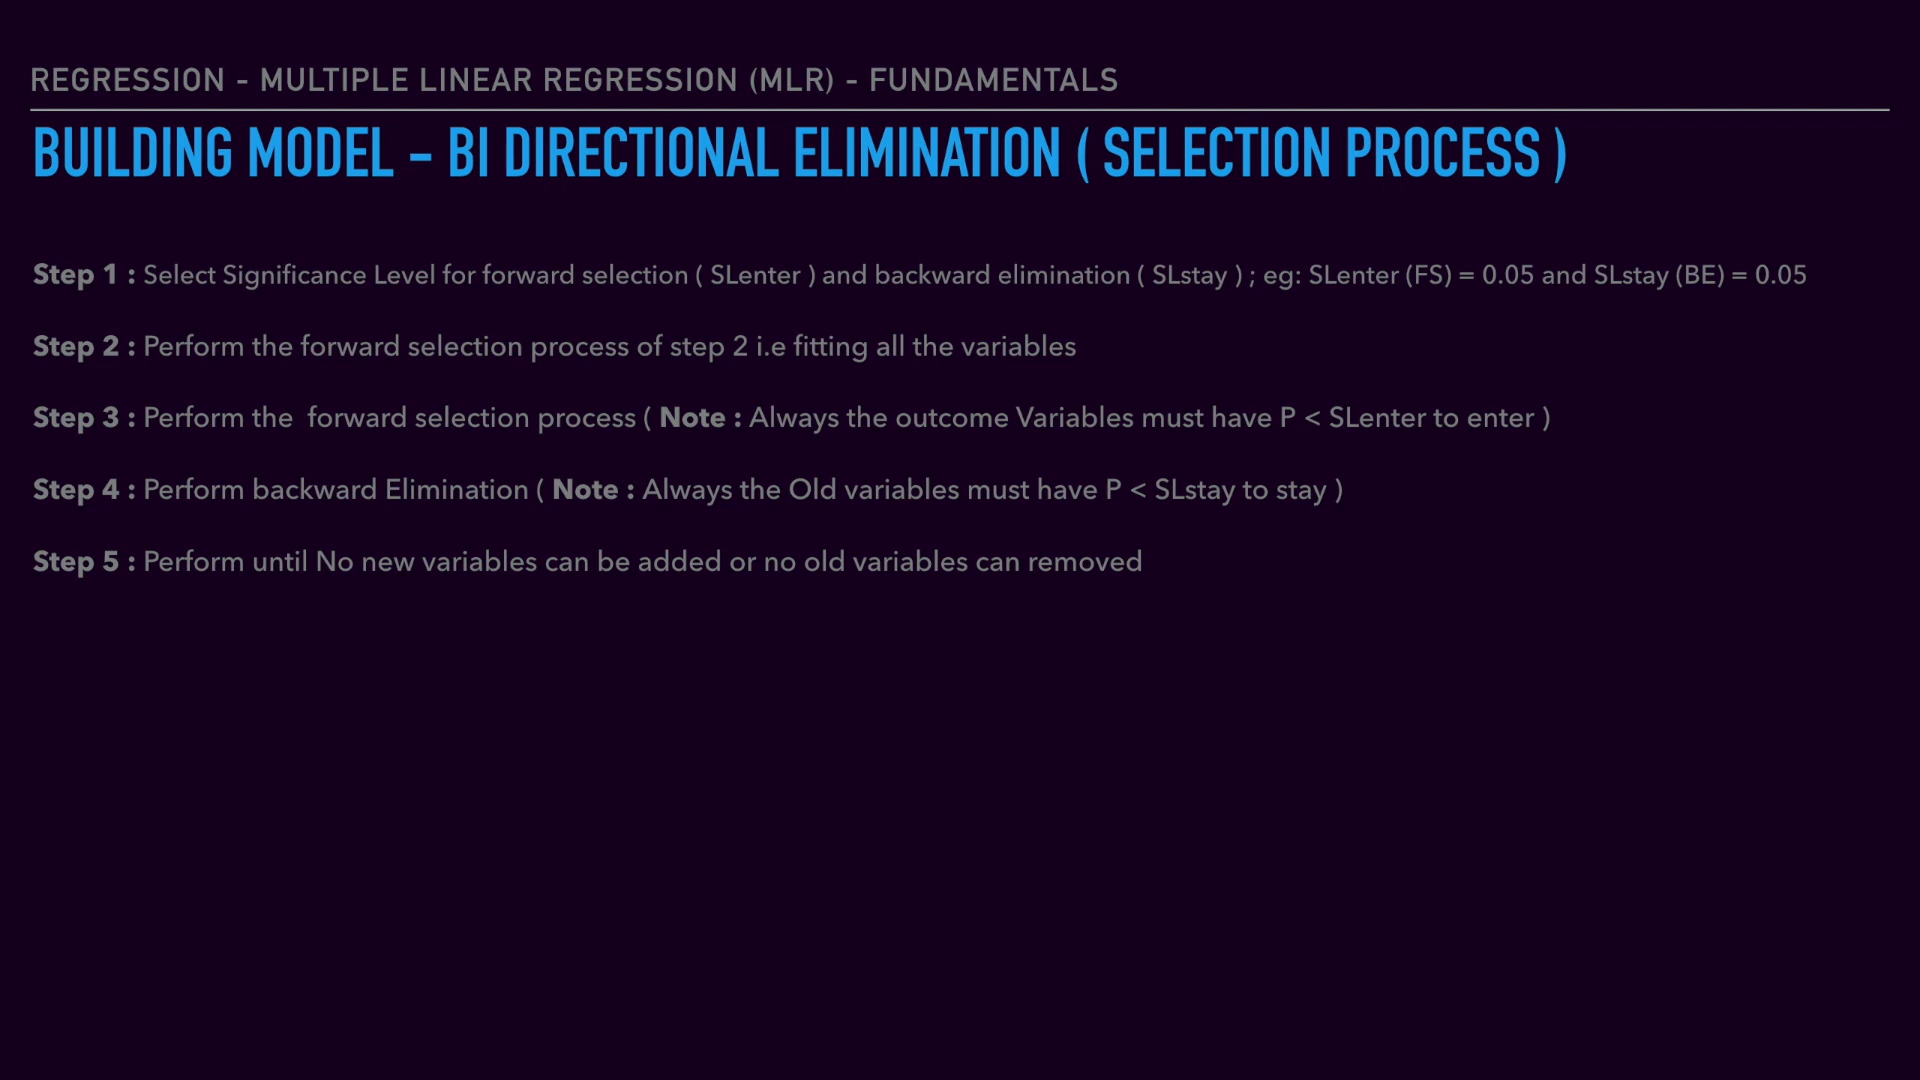 REGRESSION - MULTIPLE LINEAR REGRESSION (MLR) - FUNDAMENTALS
BUILDING MODEL - BI DIRECTIONAL ELIMINATION ( SELECTION PROCESS )
Step 1 : Select Significance Level for forward selection ( SLenter ) and backward elimination ( SLstay ) ; eg: SLenter (FS) = 0.05 and SLstay (BE) = 0.05
Step 2 : Perform the forward selection process of step 2 i.e fitting all the variables
Step 3 : Perform the  forward selection process ( Note : Always the outcome Variables must have P < SLenter to enter )
Step 4 : Perform backward Elimination ( Note : Always the Old variables must have P < SLstay to stay )
Step 5 : Perform until No new variables can be added or no old variables can removed